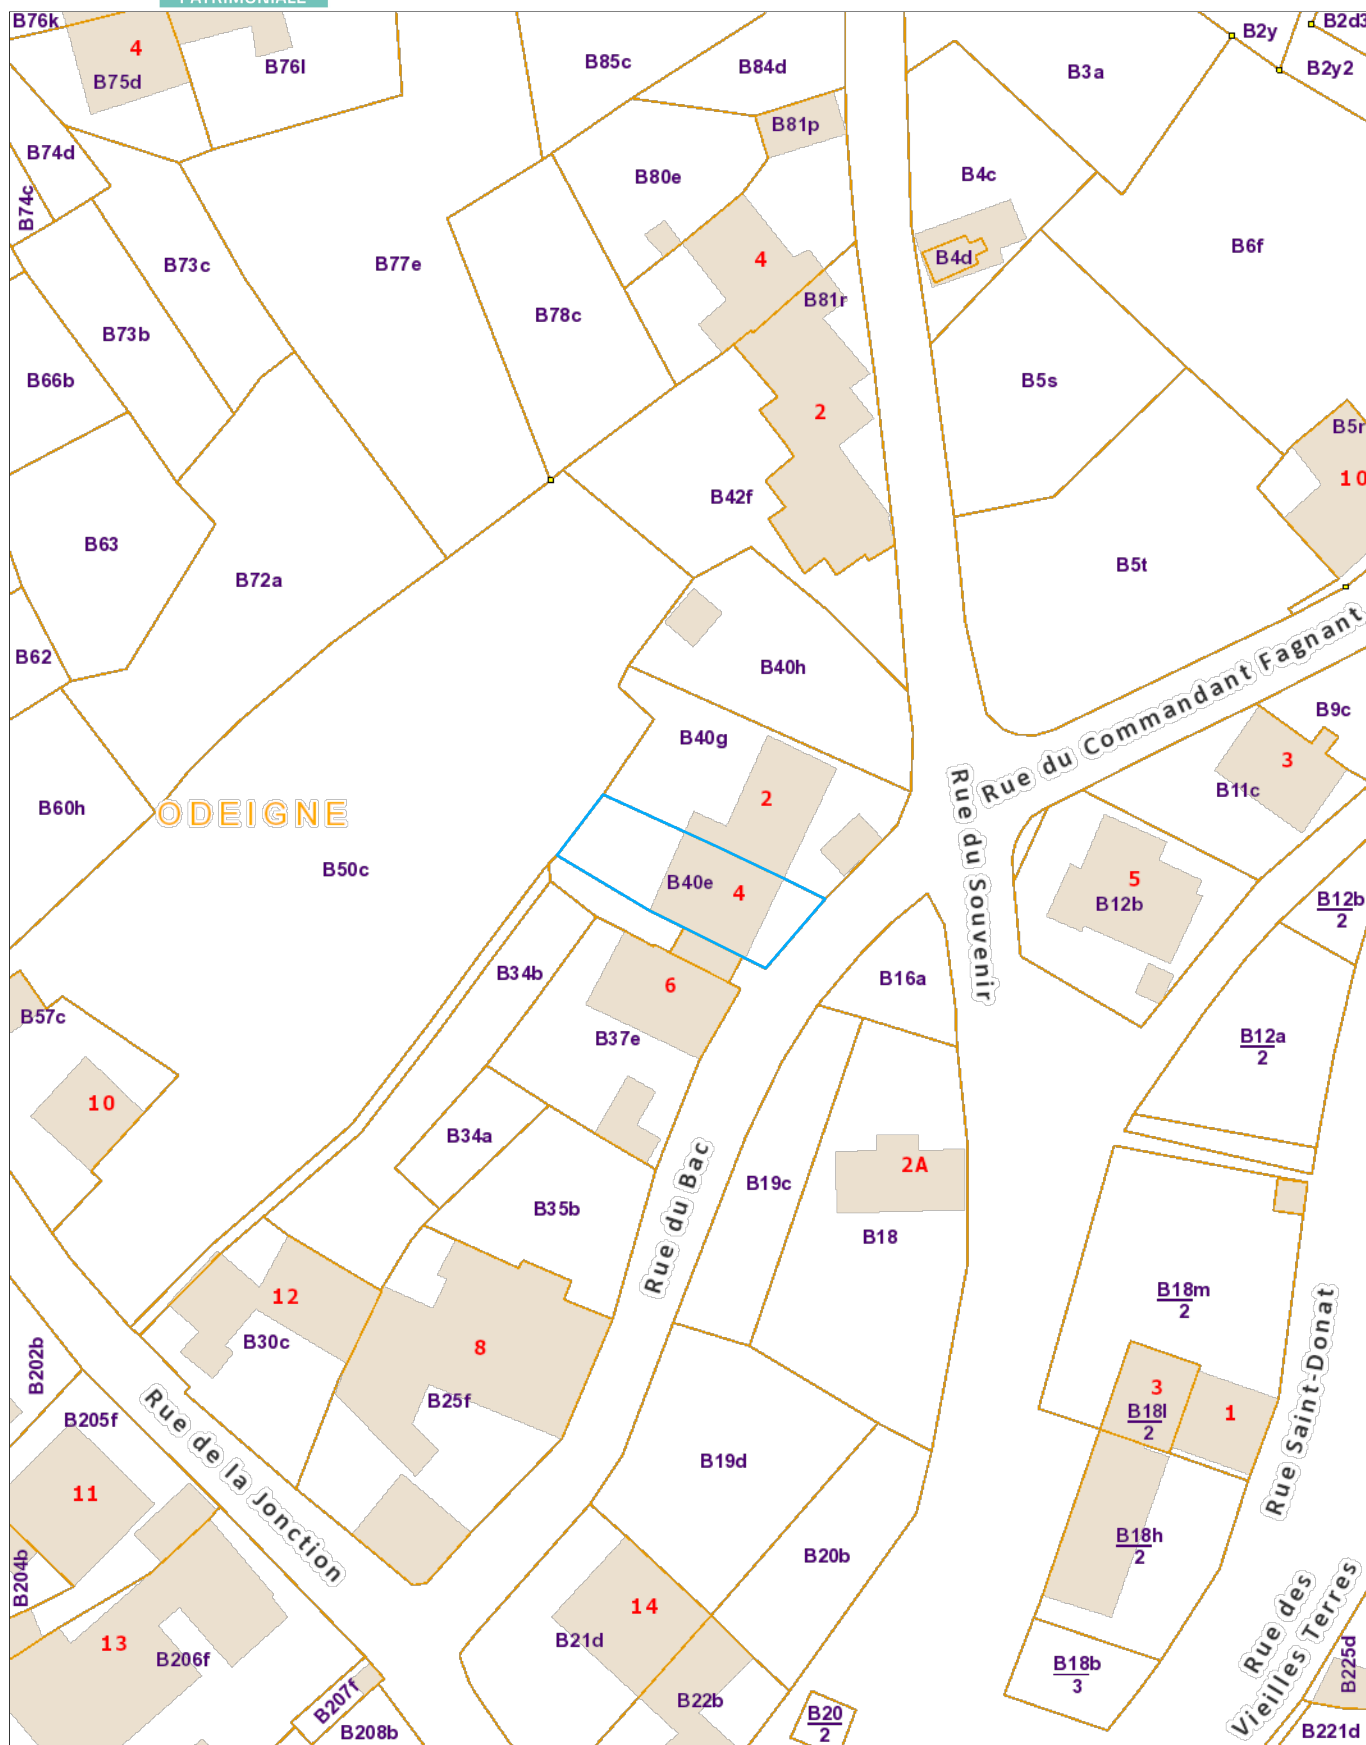 PATRIMONIALE
B76k
4
B75d
B76l
B85c
B84d
B3a
B2y
B2d3
B2y2
B81p
B74d
B74c
B80e
B4c
B73c
B77e
4
B4d
B6f
B81r
B78c
B73b
B66b
B5s
2
B5r
10
B42f
B63
B72a
B5t
B62
B40h
Rue du Commandant Fagnant
B9c
B40g
3
B11c
2
B60h
ODEIGNE
B50c
Rue du Souvenir
B40e
4
5
B12b
B12b
2
B34b
6
B16a
B57c
B37e
B12a
2
10
B34a
Rue du Bac
B19c
2A
B35b
B18
B18m
2
12
B30c
8
B25f
B202b
B205f
Rue de la Jonction
3
B18l
2
1
Rue Saint-Donat
B19d
11
B204b
B20b
B18h
2
14
B21d
13
B206f
B207f
B208b
B22b
B20
2
B18b
3
Rue des
Vieilles Terres
B225d
B221d